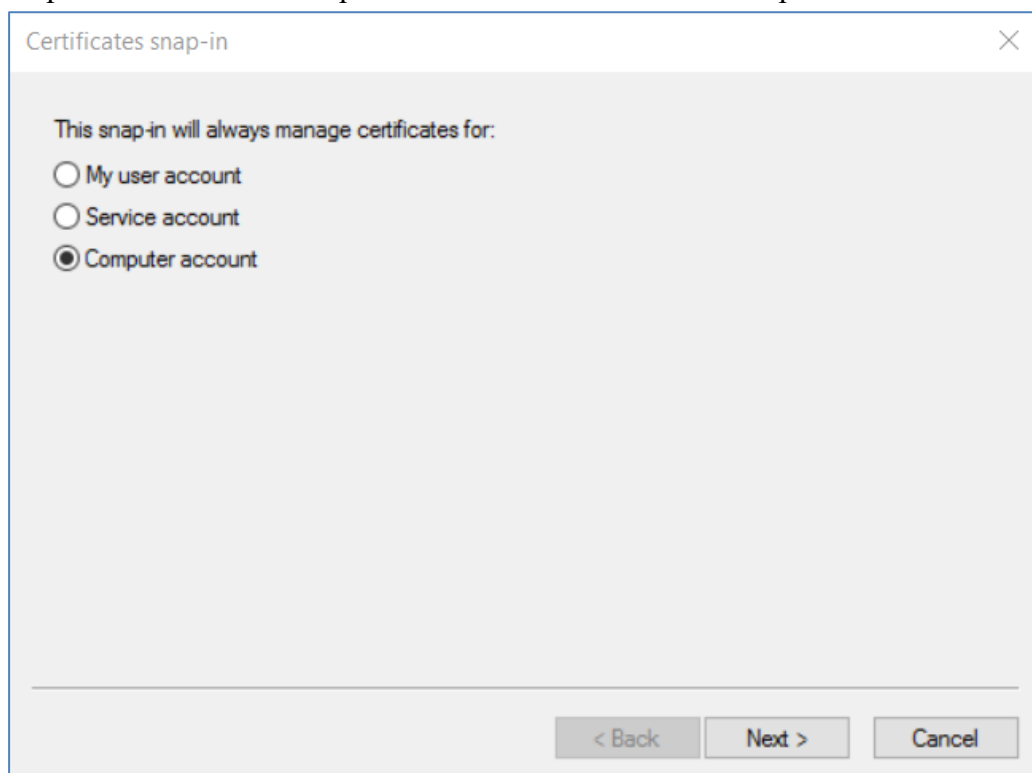 Certificates snap-in
This snap-in will always manage certificates for:
My user account
Service account
Computer account
< Back Next > Cancel